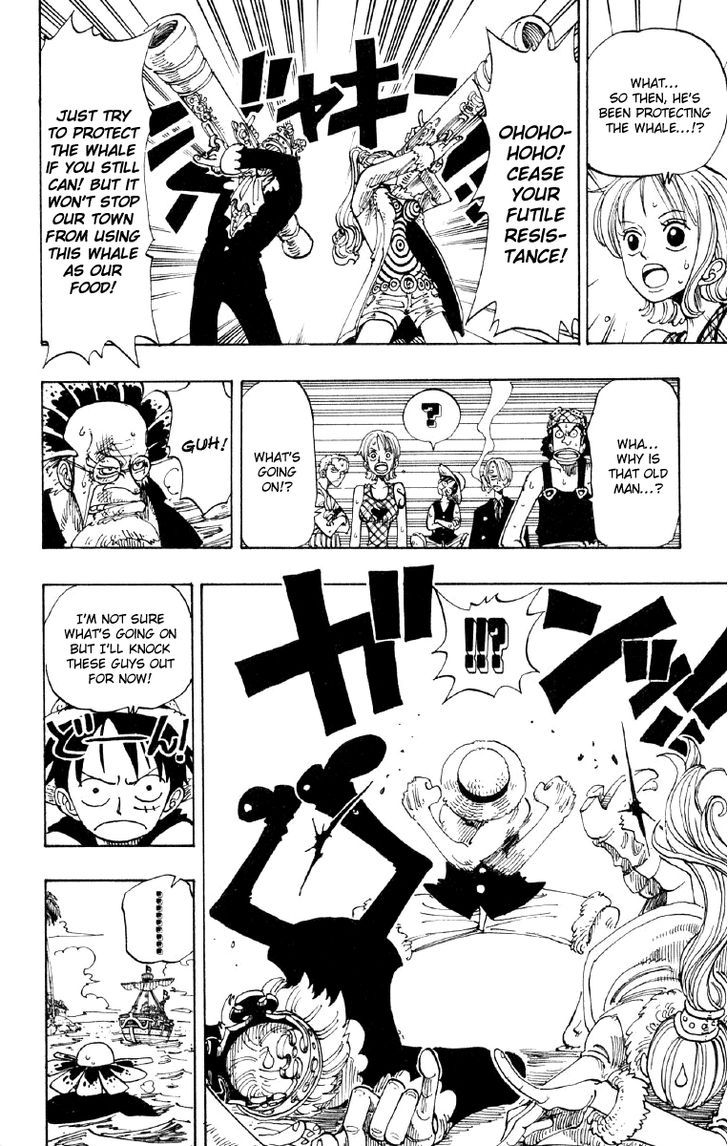 WHAT...
SO THEN, HE'S
BEEN PROTECTING
THE WHALE...!?
OHOHO-
HOHO!
CEASE
YOUR
FUTILE
RESIS-
TANCE!
ジャキー
JUST TRY
TO PROTECT
THE WHALE
IF YOU STILL
CAN! BUT IT
WON'T STOP
OUR TOWN
FROM USING
THIS WHALE
AS OUR
FOOD!
WHA...
WHY IS
THAT OLD
MAN...?
?
WHAT'S
GOING
ON!?
GUH!
ガンッ!!
!!!?
I'M NOT SURE
WHAT'S GOING ON
BUT I'LL KNOCK
THESE GUYS OUT
FOR NOW!
どーん!
........